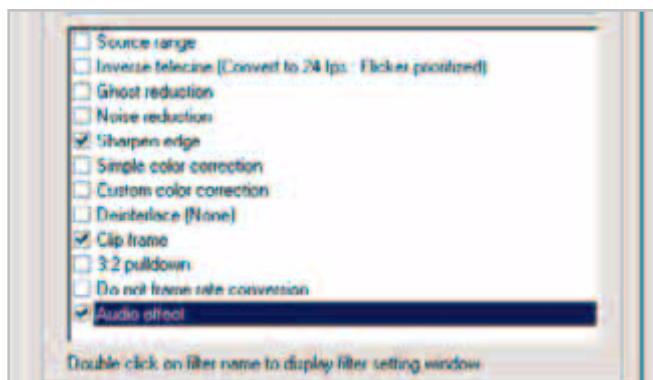 Source range
Inverse telecine (Convert to 24 fps : Flicker prioritized)
Ghost reduction
Noise reduction
Sharpen edge
Simple color correction
Custom color correction
Deinterlace (None)
Clip frame
3:2 pulldown
Do not frame rate conversion
Audio effect
Double click on filter name to display filter setting window